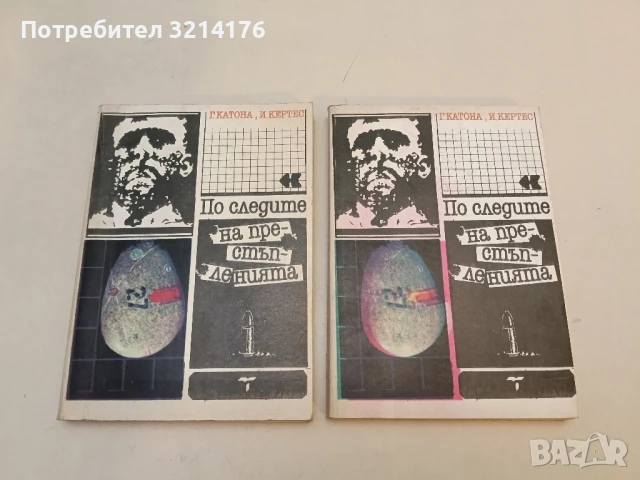 Потребител 3214176
Г. КАТОНА, И. КЕРТЕС
По следите
на пре-
стъп-
ленията
Г. КАТОНА, И. КЕРТЕС
По следите
на пре-
стъп-
ленията
BAZAR